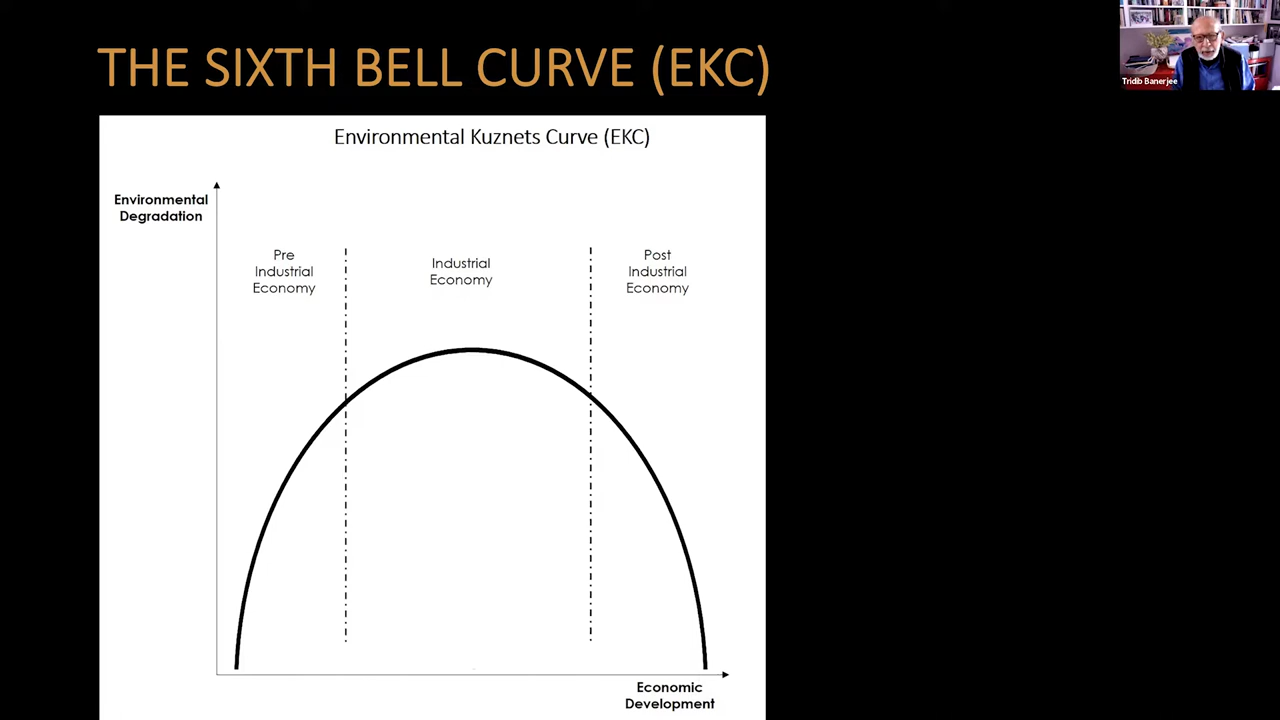 THE SIXTH BELL CURVE (EKC)
Tridib Banerjee
Environmental Kuznets Curve (EKC)
Environmental
Degradation
Pre
Industrial
Economy
Industrial
Economy
Post
Industrial
Economy
Economic
Development